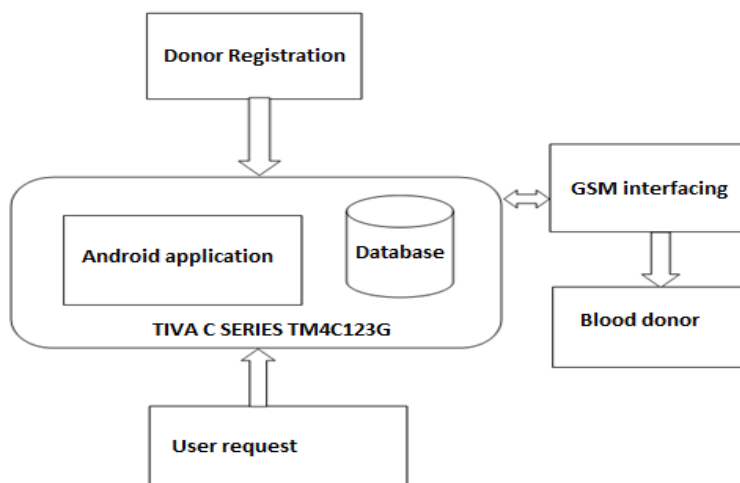 Donor Registration
GSM interfacing
Android application
Database
Blood donor
TIVA C SERIES TM4C123G
User request